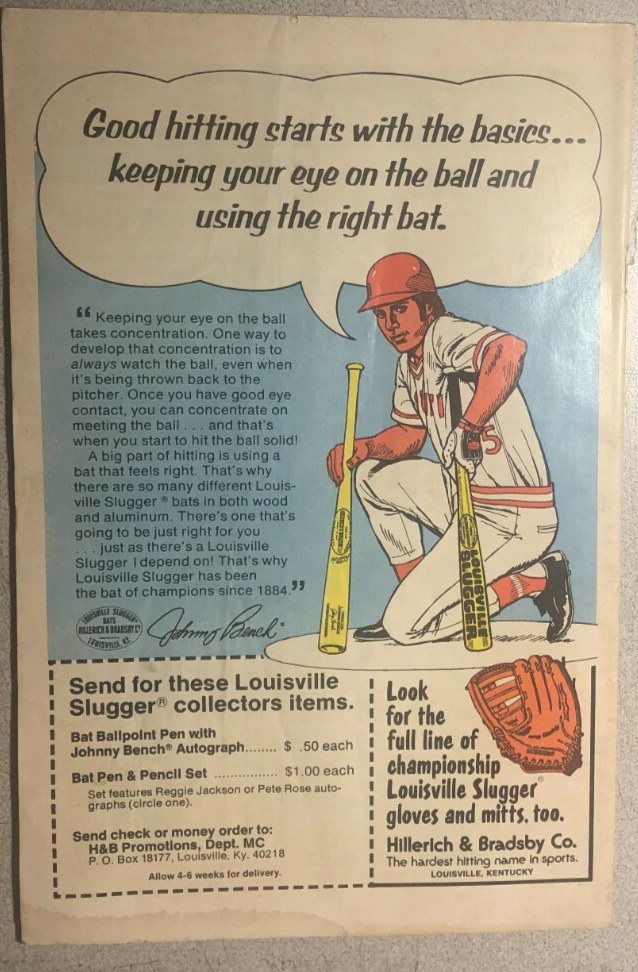 Good hitting starts with the basics...
keeping your eye on the ball and
using the right bat.
“Keeping your eye on the ball
takes concentration. One way to
develop that concentration is to
always watch the ball, even when
it's being thrown back to the
pitcher. Once you have good eye
contact, you can concentrate on
meeting the ball . . . and that's
when you start to hit the ball solid!
A big part of hitting is using a
bat that feels right. That's why
there are so many different Louis-
ville Slugger® bats in both wood
and aluminum. There's one that's
going to be just right for you
. . . just as there's a Louisville
Slugger I depend on! That's why
Louisville Slugger has been
the bat of champions since 1884.”
LOUISVILLE SLUGGER®
BATS
HILLERICH & BRADSBY Co
LOUISVILLE, KY.
Johnny Bench®
5
LOUISVILLE
SLUGGER
Send for these Louisville
Slugger® collectors items.
Bat Ballpoint Pen with
Johnny Bench® Autograph........ $ .50 each
Bat Pen & Pencil Set ................ $1.00 each
Set features Reggie Jackson or Pete Rose auto-
graphs (circle one).
Send check or money order to:
H&B Promotions, Dept. MC
P. O. Box 18177, Louisville, Ky. 40218
Allow 4-6 weeks for delivery.
Look
for the
full line of
championship
Louisville Slugger®
gloves and mitts, too.
Hillerich & Bradsby Co.
The hardest hitting name in sports.
LOUISVILLE, KENTUCKY